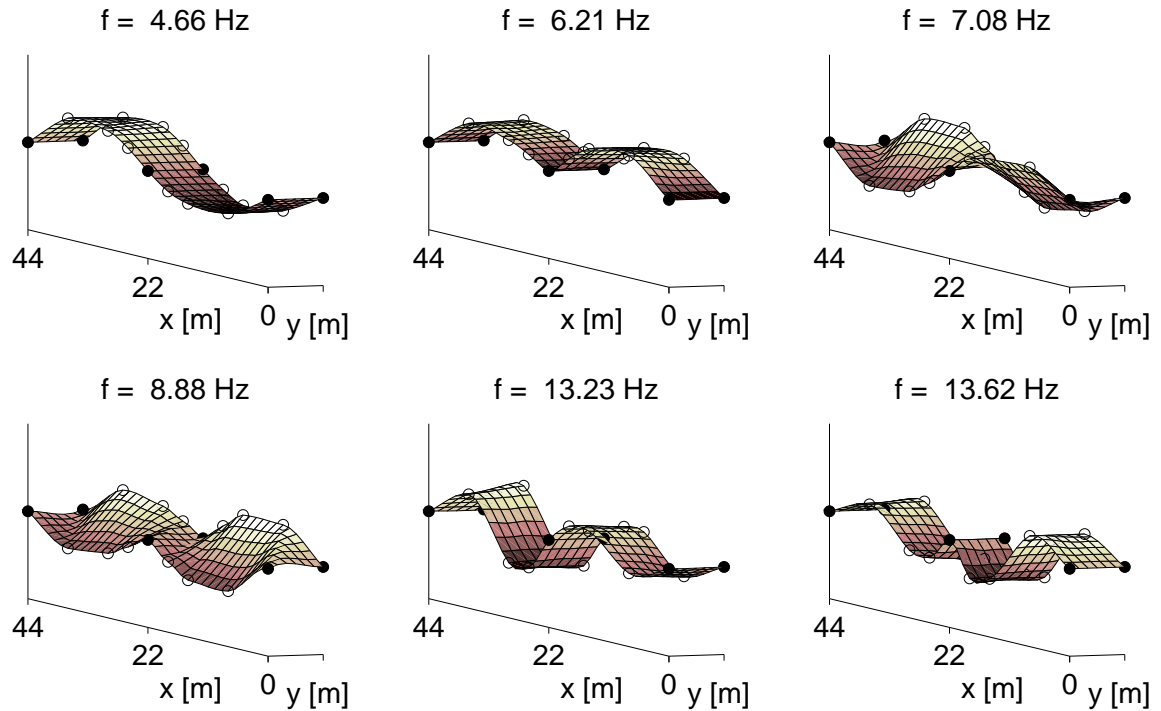 f = 4.66 Hz
44
22
0
x [m]
y [m]
f = 6.21 Hz
44
22
0
x [m]
y [m]
f = 7.08 Hz
44
22
0
x [m]
y [m]
f = 8.88 Hz
44
22
0
x [m]
y [m]
f = 13.23 Hz
44
22
0
x [m]
y [m]
f = 13.62 Hz
44
22
0
x [m]
y [m]